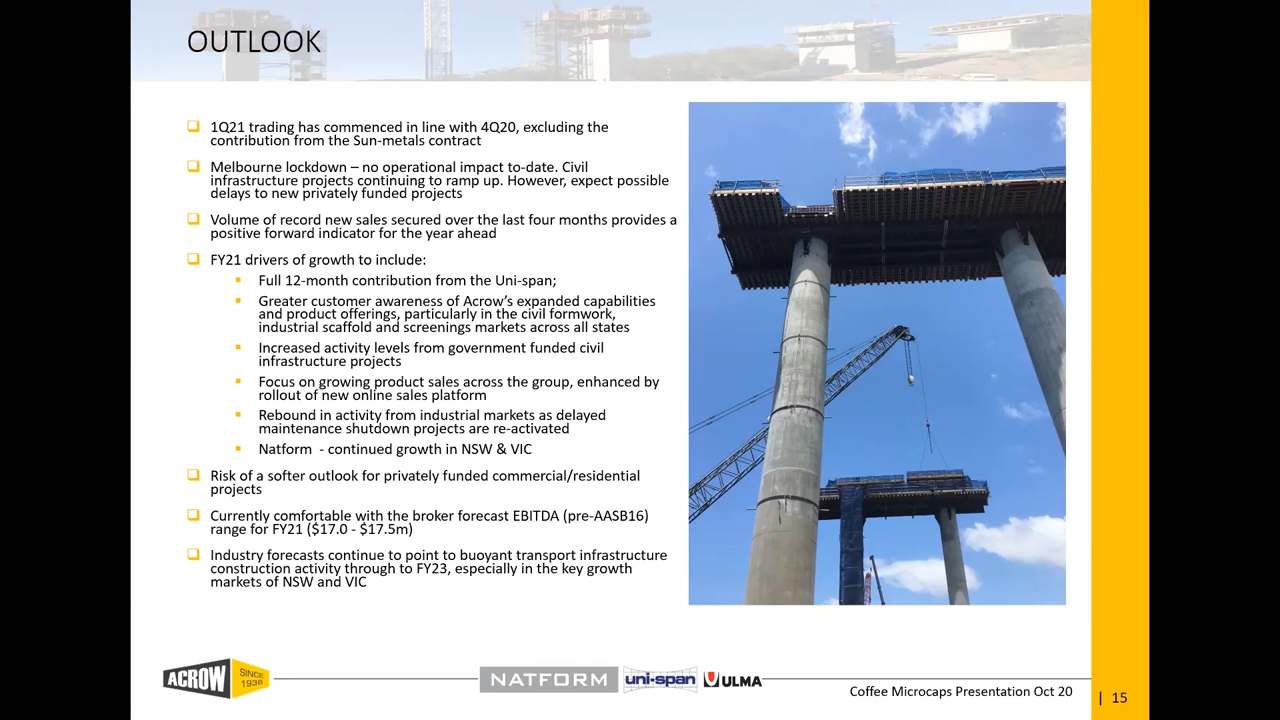 OUTLOOK
1Q21 trading has commenced in line with 4Q20, excluding the
contribution from the Sun-metals contract
Melbourne lockdown – no operational impact to-date. Civil
infrastructure projects continuing to ramp up. However, expect possible
delays to new privately funded projects
Volume of record new sales secured over the last four months provides a
positive forward indicator for the year ahead
FY21 drivers of growth to include:
Full 12-month contribution from the Uni-span;
Greater customer awareness of Acrow’s expanded capabilities
and product offerings, particularly in the civil formwork,
industrial scaffold and screenings markets across all states
Increased activity levels from government funded civil
infrastructure projects
Focus on growing product sales across the group, enhanced by
rollout of new online sales platform
Rebound in activity from industrial markets as delayed
maintenance shutdown projects are re-activated
Natform - continued growth in NSW & VIC
Risk of a softer outlook for privately funded commercial/residential
projects
Currently comfortable with the broker forecast EBITDA (pre-AASB16)
range for FY21 ($17.0 - $17.5m)
Industry forecasts continue to point to buoyant transport infrastructure
construction activity through to FY23, especially in the key growth
markets of NSW and VIC
ACROW SINCE 1936
NATFORM uni-span ULMA
Coffee Microcaps Presentation Oct 20
| 15